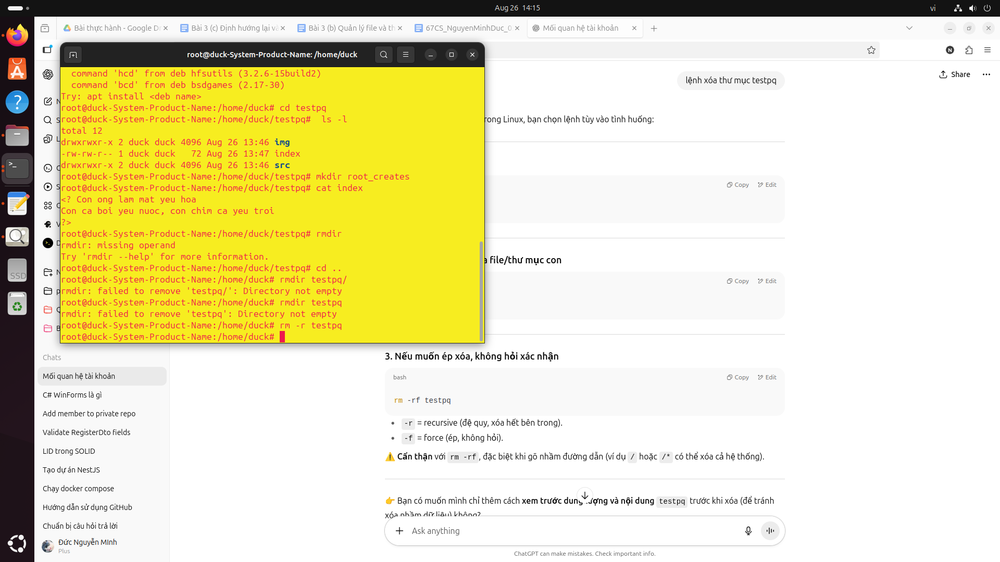 Aug 26 14:15
vi
Bài thực hành - Google Dr
Bài 3 (c) Định hướng lại và
Bài 3 (b) Quản lý file và th
67CS_NguyenMinhDuc_0
Mối quan hệ tài khoản
root@duck-System-Product-Name: /home/duck
command 'hcd' from deb hfsutils (3.2.6-15build2)
command 'bcd' from deb bsdgames (2.17-30)
Try: apt install <deb name>
root@duck-System-Product-Name:/home/duck# cd testpq
root@duck-System-Product-Name:/home/duck/testpq#  ls -l
total 12
drwxrwxr-x 2 duck duck 4096 Aug 26 13:46 img
-rw-rw-r-- 1 duck duck   72 Aug 26 13:47 index
drwxrwxr-x 2 duck duck 4096 Aug 26 13:46 src
root@duck-System-Product-Name:/home/duck/testpq# mkdir root_creates
root@duck-System-Product-Name:/home/duck/testpq# cat index
<? Con ong lam mat yeu hoa
Con ca boi yeu nuoc, con chim ca yeu troi
?>
root@duck-System-Product-Name:/home/duck/testpq# rmdir
rmdir: missing operand
Try 'rmdir --help' for more information.
root@duck-System-Product-Name:/home/duck/testpq# cd ..
root@duck-System-Product-Name:/home/duck# rmdir testpq/
rmdir: failed to remove 'testpq/': Directory not empty
root@duck-System-Product-Name:/home/duck# rmdir testpq
rmdir: failed to remove 'testpq': Directory not empty
root@duck-System-Product-Name:/home/duck# rm -r testpq
root@duck-System-Product-Name:/home/duck#
SSD
Chats
Mối quan hệ tài khoản
C# WinForms là gì
Add member to private repo
Validate RegisterDto fields
LID trong SOLID
Tạo dự án NestJS
Chạy docker compose
Hướng dẫn sử dụng GitHub
Chuẩn bị câu hỏi trả lời
Đức Nguyễn MInh
Plus
N
Share
lệnh xóa thư mục testpq
rong Linux, bạn chọn lệnh tùy vào tình huống:
Copy Edit
a file/thư mục con
Copy Edit
3. Nếu muốn ép xóa, không hỏi xác nhận
bash Copy Edit
rm -rf testpq
-r = recursive (đệ quy, xóa hết bên trong).
-f = force (ép, không hỏi).
⚠️ Cẩn thận với rm -rf, đặc biệt khi gõ nhầm đường dẫn (ví dụ / hoặc /* có thể xóa cả hệ thống).
👉 Bạn có muốn mình chỉ thêm cách xem trước dung lượng và nội dung testpq trước khi xóa (để tránh
xóa nhầm dữ liệu) không?
Ask anything
ChatGPT can make mistakes. Check important info.